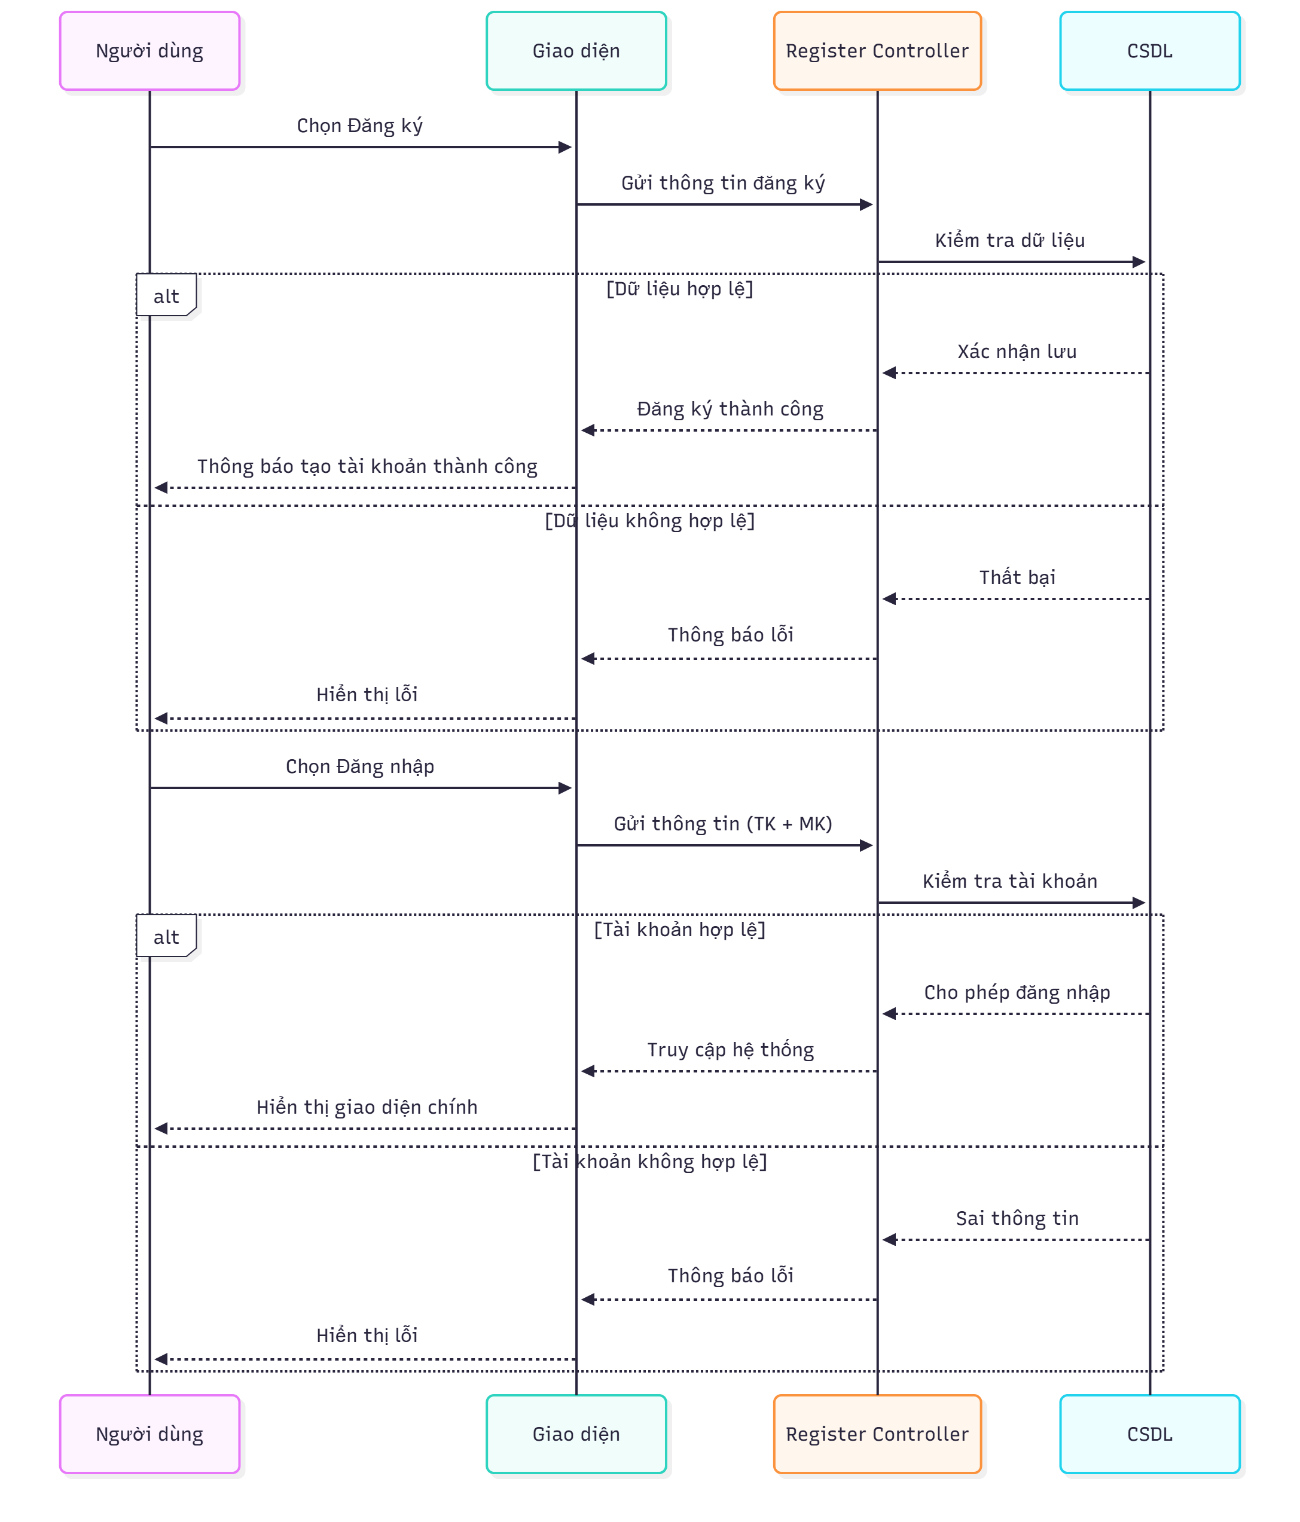 Người dùng
Giao diện
Register Controller
CSDL
Chọn Đăng ký
Gửi thông tin đăng ký
Kiểm tra dữ liệu
alt
[Dữ liệu hợp lệ]
Xác nhận lưu
Đăng ký thành công
Thông báo tạo tài khoản thành công
[Dữ liệu không hợp lệ]
Thất bại
Thông báo lỗi
Hiển thị lỗi
Chọn Đăng nhập
Gửi thông tin (TK + MK)
Kiểm tra tài khoản
alt
[Tài khoản hợp lệ]
Cho phép đăng nhập
Truy cập hệ thống
Hiển thị giao diện chính
[Tài khoản không hợp lệ]
Sai thông tin
Thông báo lỗi
Hiển thị lỗi
Người dùng
Giao diện
Register Controller
CSDL